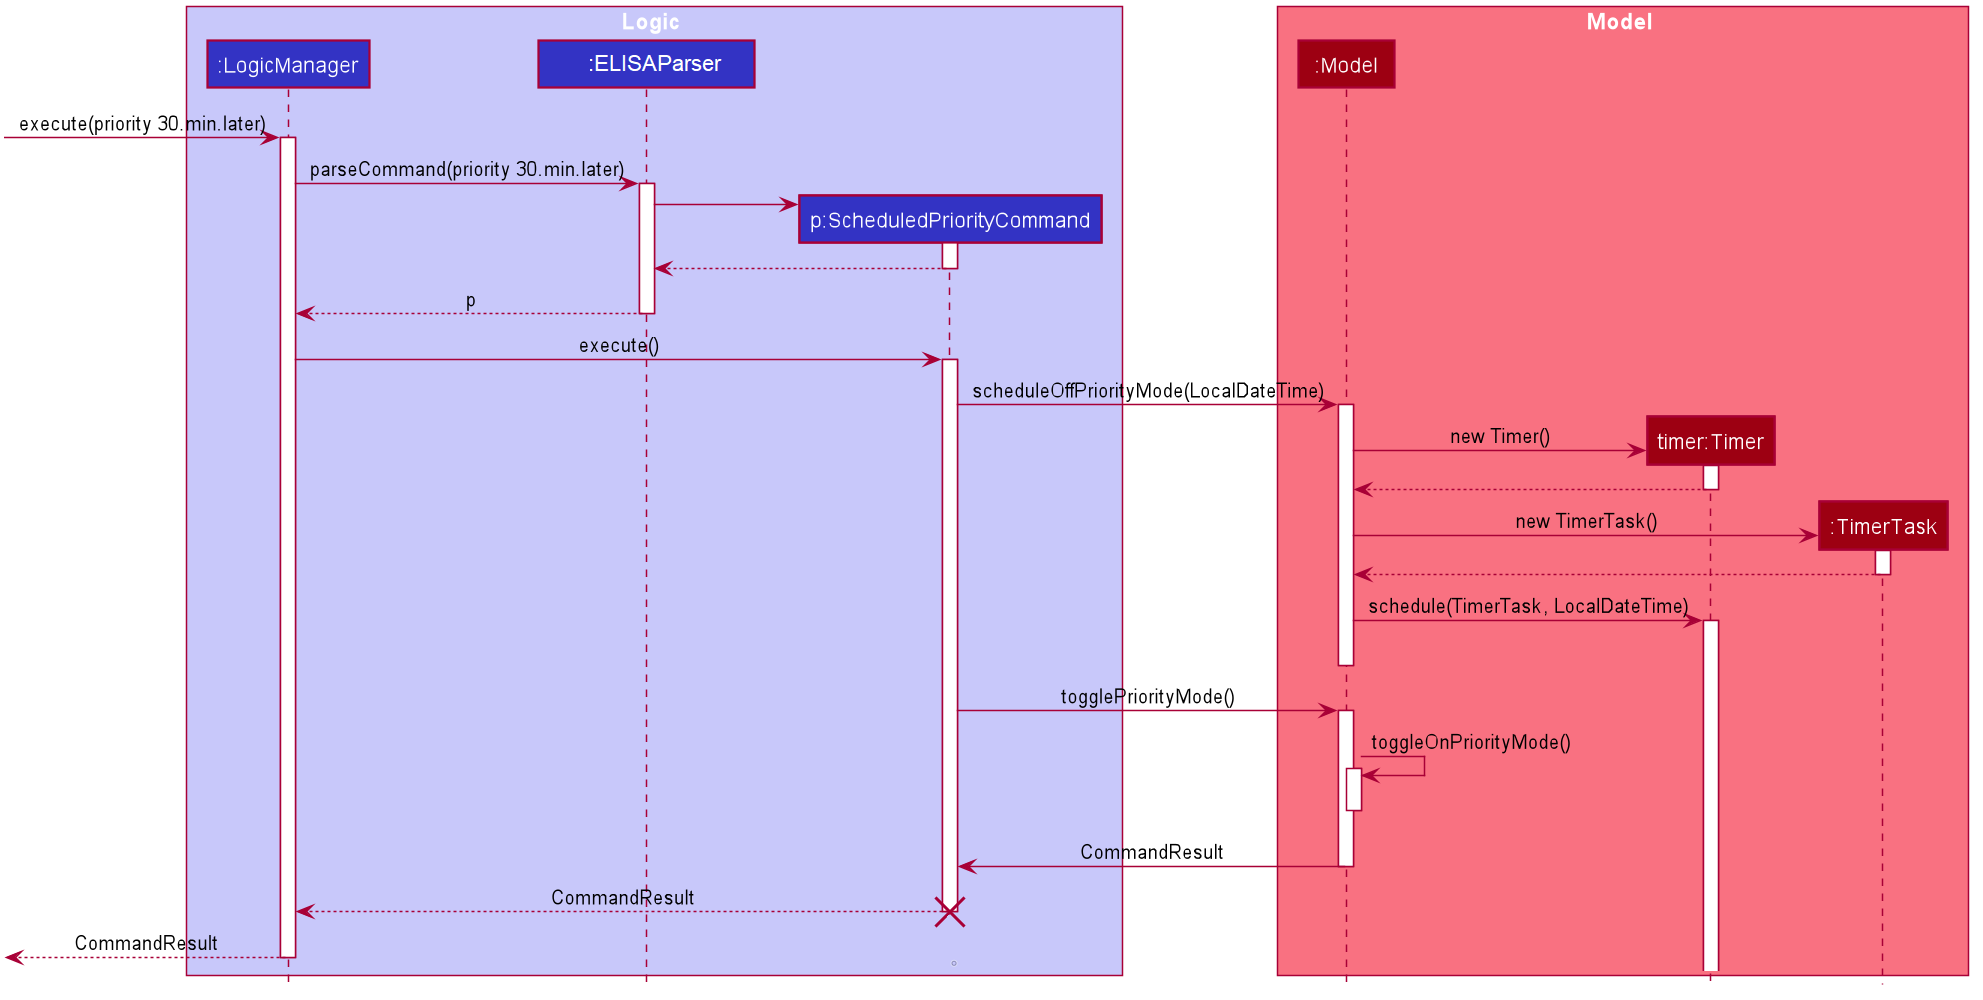 Logic
Model
:LogicManager
:ELISAParser
:Model
execute(priority 30.min.later)
parseCommand(priority 30.min.later)
p:ScheduledPriorityCommand
p
execute()
scheduleOffPriorityMode(LocalDateTime)
new Timer()
timer:Timer
new TimerTask()
:TimerTask
schedule(TimerTask, LocalDateTime)
togglePriorityMode()
toggleOnPriorityMode()
CommandResult
CommandResult
CommandResult